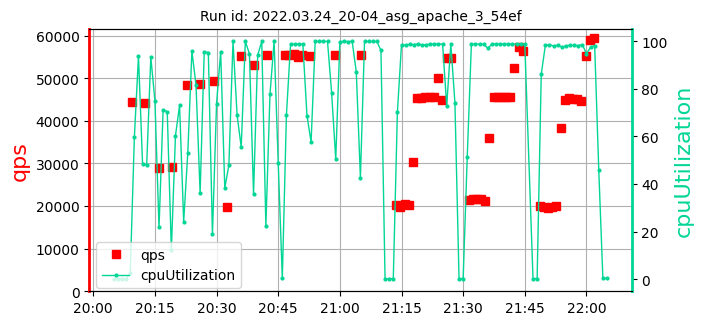 Run id: 2022.03.24_20-04_asg_apache_3_54ef
60000
50000
40000
30000
20000
10000
0
qps
100
80
60
40
20
0
cpuUtilization
qps
cpuUtilization
20:00 20:15 20:30 20:45 21:00 21:15 21:30 21:45 22:00